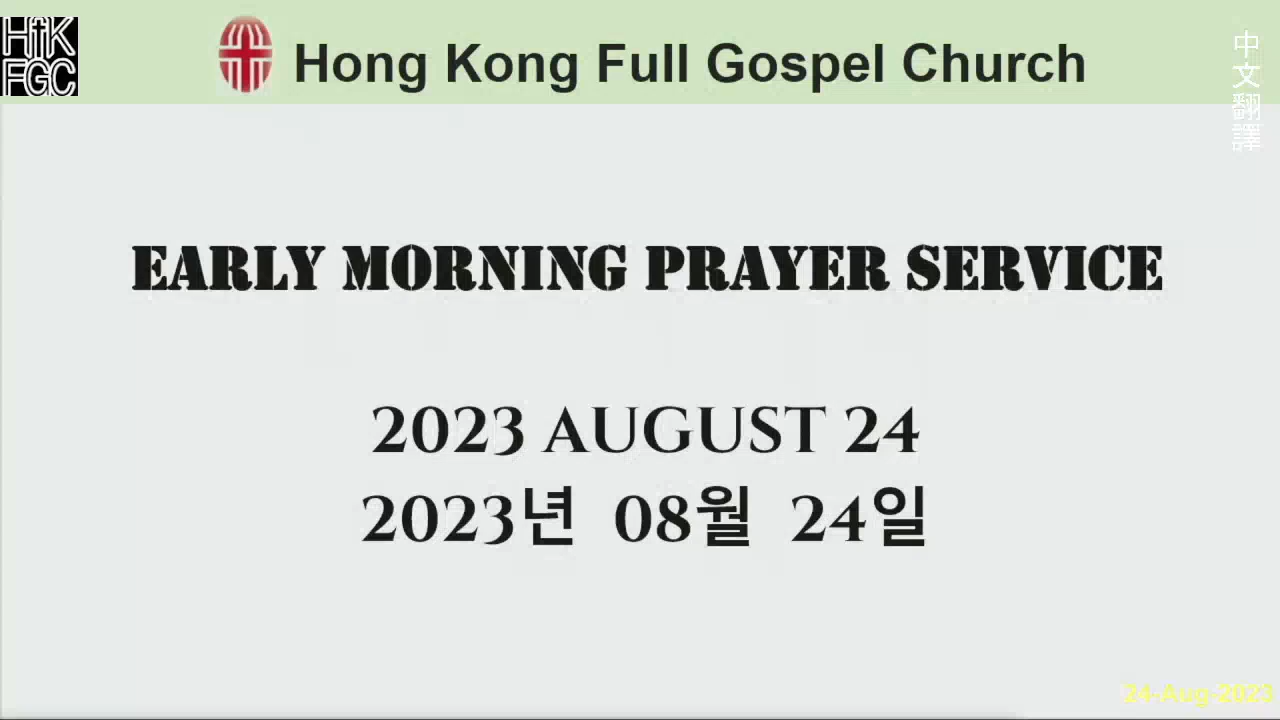 HK
FGC
Hong Kong Full Gospel Church
中文翻譯
EARLY MORNING PRAYER SERVICE
2023 AUGUST 24
2023년 08월 24일
24-Aug-2023